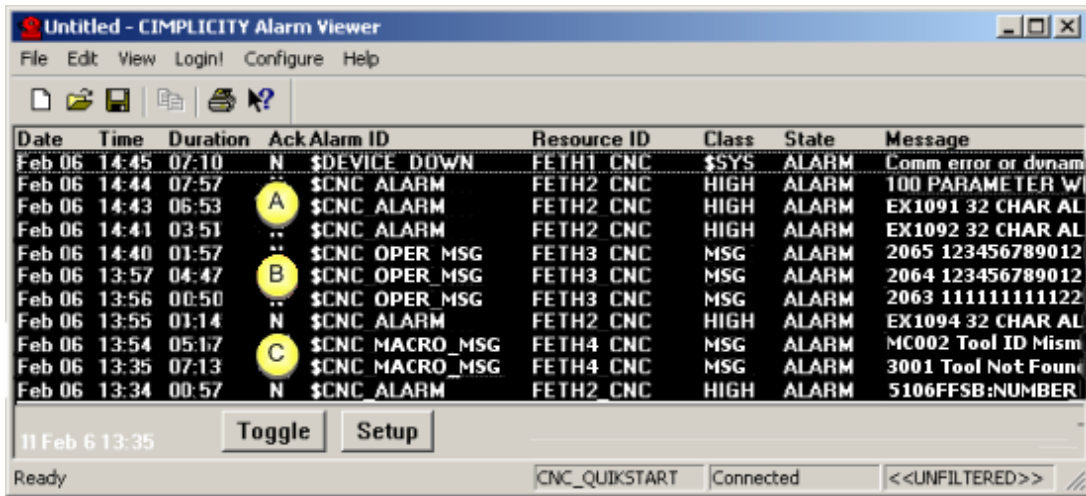 Untitled - CIMPLICITY Alarm Viewer
File Edit View Login! Configure Help
Date Time Duration Ack Alarm ID Resource ID Class State Message
Feb 06 14:45 07:10 N $DEVICE_DOWN FETH1_CNC $SYS ALARM Comm error or dynam
Feb 06 14:44 07:57 $CNC_ALARM FETH2_CNC HIGH ALARM 100 PARAMETER W
Feb 06 14:43 06:53 A $CNC_ALARM FETH2_CNC HIGH ALARM EX1091 32 CHAR AL
Feb 06 14:41 03:51 $CNC_ALARM FETH2_CNC HIGH ALARM EX1092 32 CHAR AL
Feb 06 14:40 01:57 $CNC_OPER_MSG FETH3_CNC MSG ALARM 2065 123456789012
Feb 06 13:57 04:47 B $CNC_OPER_MSG FETH3_CNC MSG ALARM 2064 123456789012
Feb 06 13:56 00:50 $CNC_OPER_MSG FETH3_CNC MSG ALARM 2063 111111111122
Feb 06 13:55 01:14 N $CNC_ALARM FETH2_CNC HIGH ALARM EX1094 32 CHAR AL
Feb 06 13:54 05:17 C $CNC_MACRO_MSG FETH4_CNC MSG ALARM MC002 Tool ID Mism
Feb 06 13:35 07:13 $CNC_MACRO_MSG FETH4_CNC MSG ALARM 3001 Tool Not Foun
Feb 06 13:34 00:57 N $CNC_ALARM FETH2_CNC HIGH ALARM 5106FFSB:NUMBER
11 Feb 6 13:35 Toggle Setup
Ready CNC_QUIKSTART Connected <<UNFILTERED>>